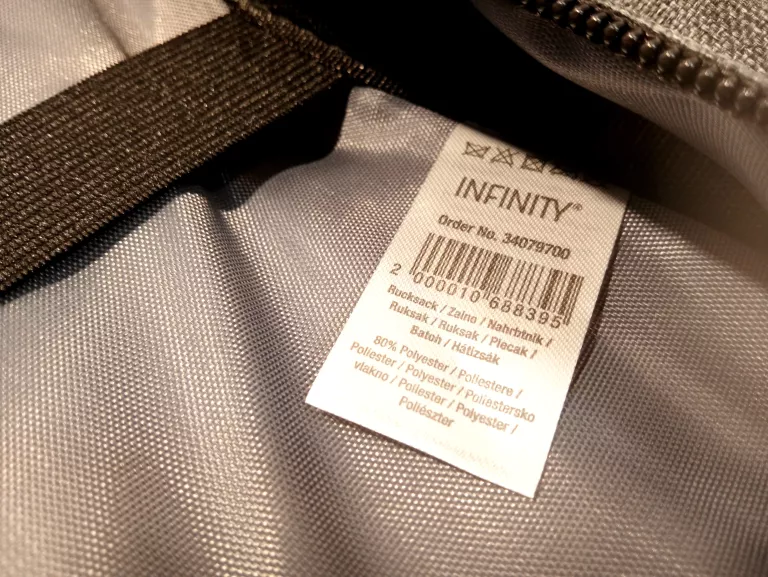 INFINITY®
Order No. 34079700
2 000010 688395
Rucksack / Zaino / Nahrbtnik /
Ruksak / Ruksak / Plecak /
Batoh / Hátizsák
80% Polyester / Poliestere /
Poliester / Polyester / Poliestersko
vlakno / Poliester / Polyester /
Poliészter